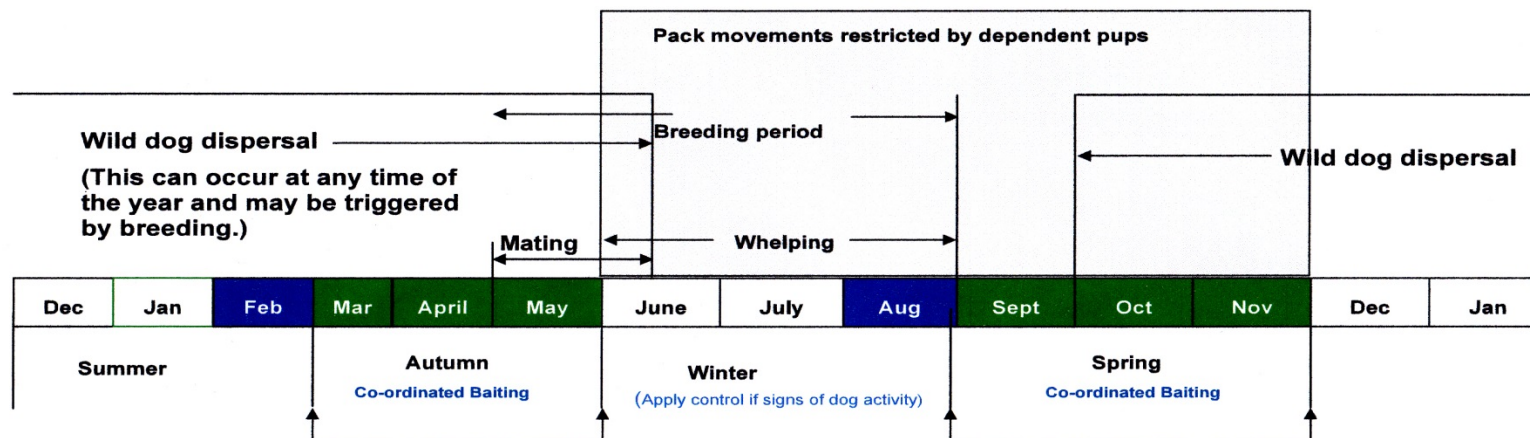 Pack movements restricted by dependent pups
Breeding period
Wild dog dispersal
(This can occur at any time of
the year and may be triggered
by breeding.)
Wild dog dispersal
Mating
Whelping
Dec Jan Feb Mar April May June July Aug Sept Oct Nov Dec Jan
Summer
Autumn
Co-ordinated Baiting
Winter
(Apply control if signs of dog activity)
Spring
Co-ordinated Baiting